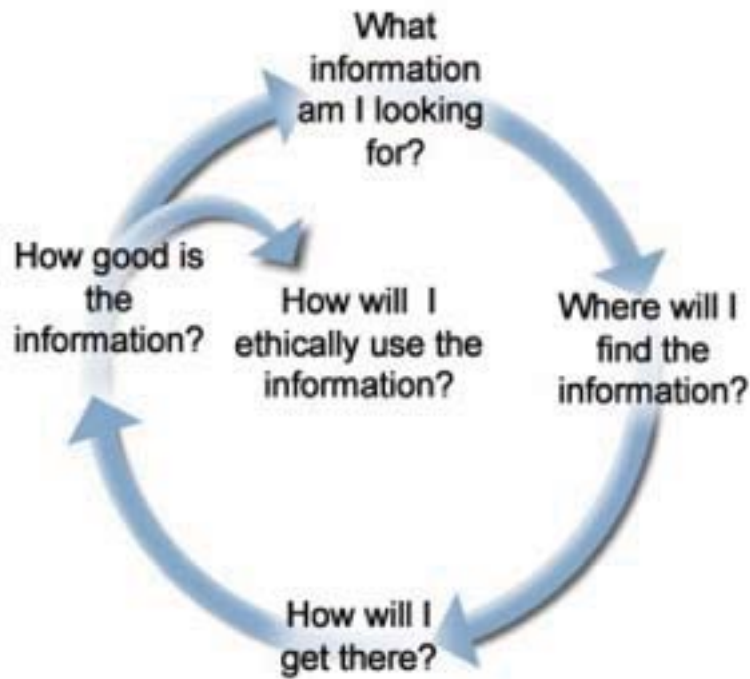 What
information
am I looking
for?
Where will I
find the
information?
How will I
get there?
How good is
the
information?
How will I
ethically use the
information?